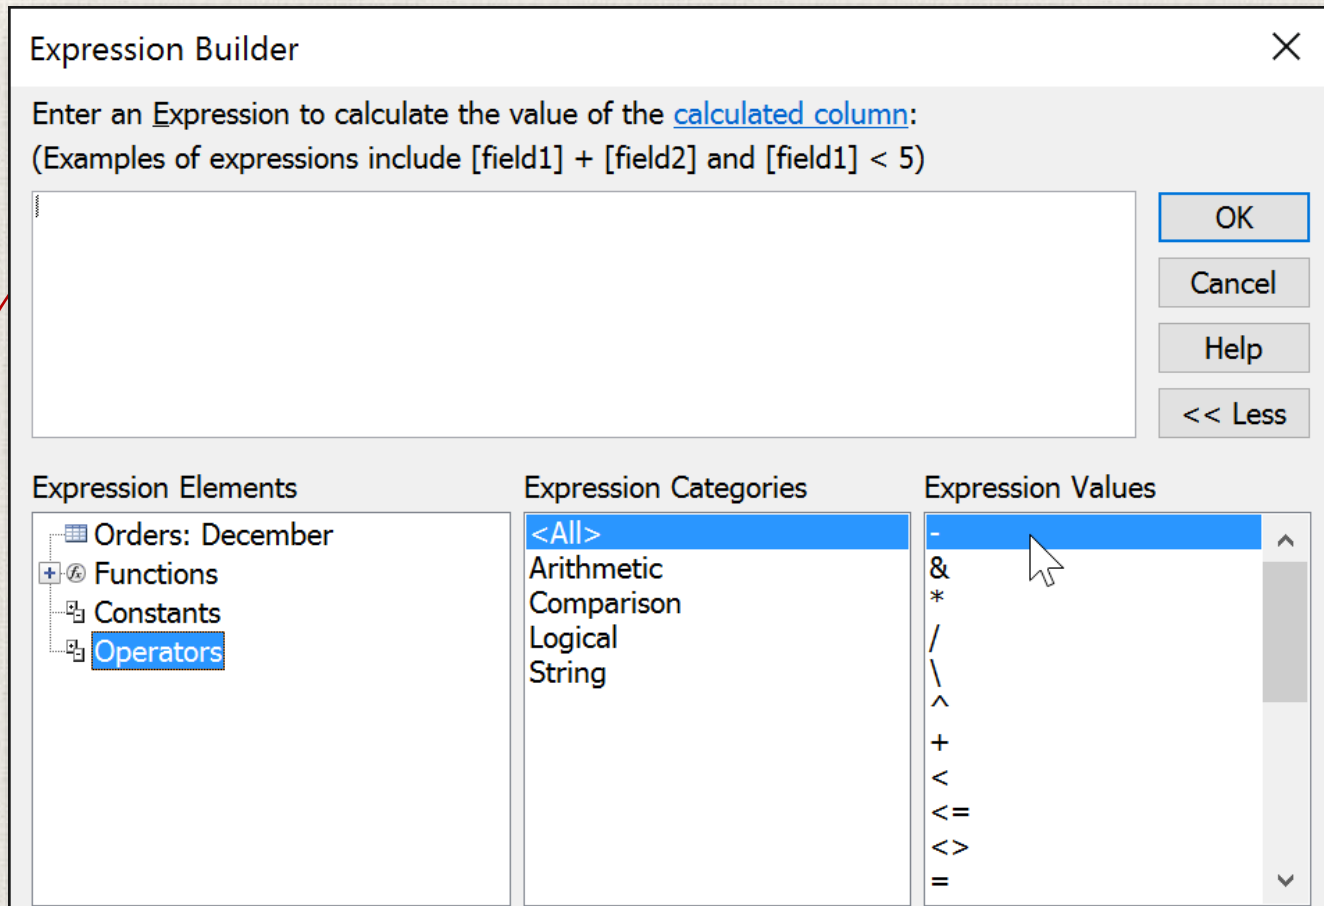 Expression Builder
Enter an Expression to calculate the value of the calculated column:
(Examples of expressions include [field1] + [field2] and [field1] < 5)
OK
Cancel
Help
<< Less
Expression Elements
Orders: December
Functions
Constants
Operators
Expression Categories
<All>
Arithmetic
Comparison
Logical
String
Expression Values
-
&
*
/
\
^
+
<
<=
<>
=